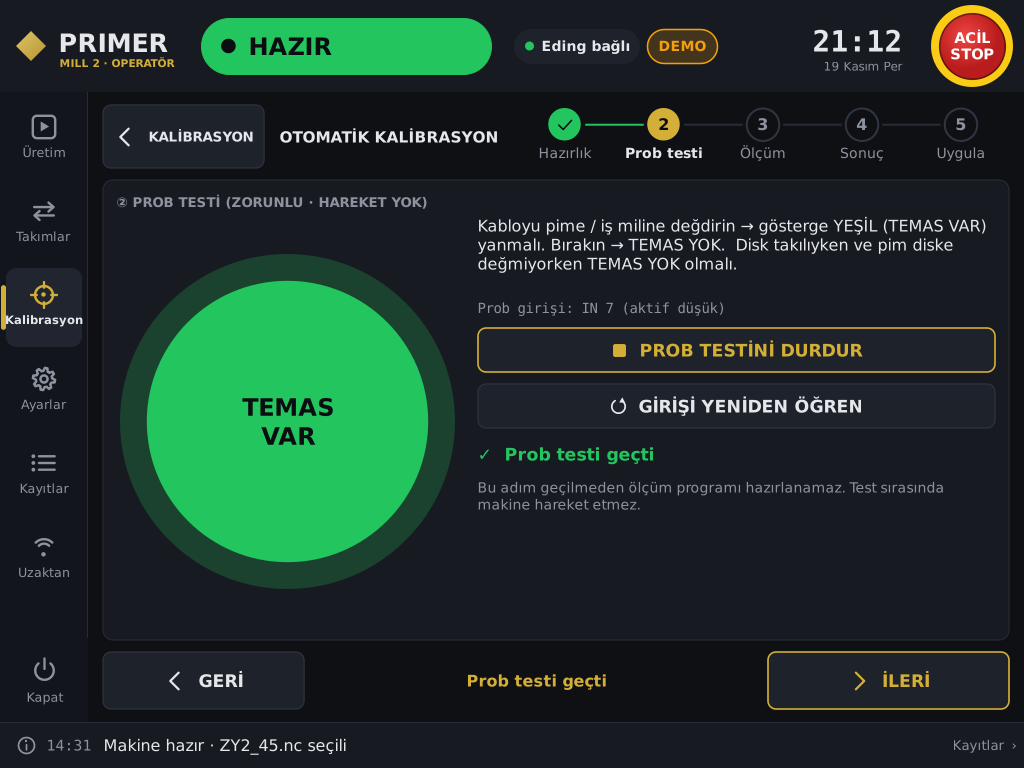 PRIMER
MILL 2 · OPERATÖR
HAZIR
Eding bağlı
DEMO
21:12
19 Kasım Per
ACİL
STOP
Üretim
Takımlar
Kalibrasyon
Ayarlar
Kayıtlar
Uzaktan
Kapat
KALİBRASYON
OTOMATİK KALİBRASYON
Hazırlık
2
Prob testi
3
Ölçüm
4
Sonuç
5
Uygula
② PROB TESTİ (ZORUNLU · HAREKET YOK)
TEMAS
VAR
Kabloyu pime / iş miline değdirin → gösterge YEŞİL (TEMAS VAR)
yanmalı. Bırakın → TEMAS YOK.  Disk takılıyken ve pim diske
değmiyorken TEMAS YOK olmalı.
Prob girişi: IN 7 (aktif düşük)
PROB TESTİNİ DURDUR
GİRİŞİ YENİDEN ÖĞREN
✓ Prob testi geçti
Bu adım geçilmeden ölçüm programı hazırlanamaz. Test sırasında
makine hareket etmez.
GERİ
Prob testi geçti
İLERİ
14:31 Makine hazır · ZY2_45.nc seçili
Kayıtlar ›